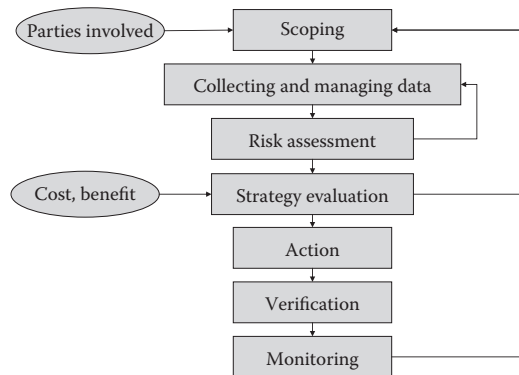 Parties involved
Scoping
Collecting and managing data
Risk assessment
Cost, benefit
Strategy evaluation
Action
Verification
Monitoring